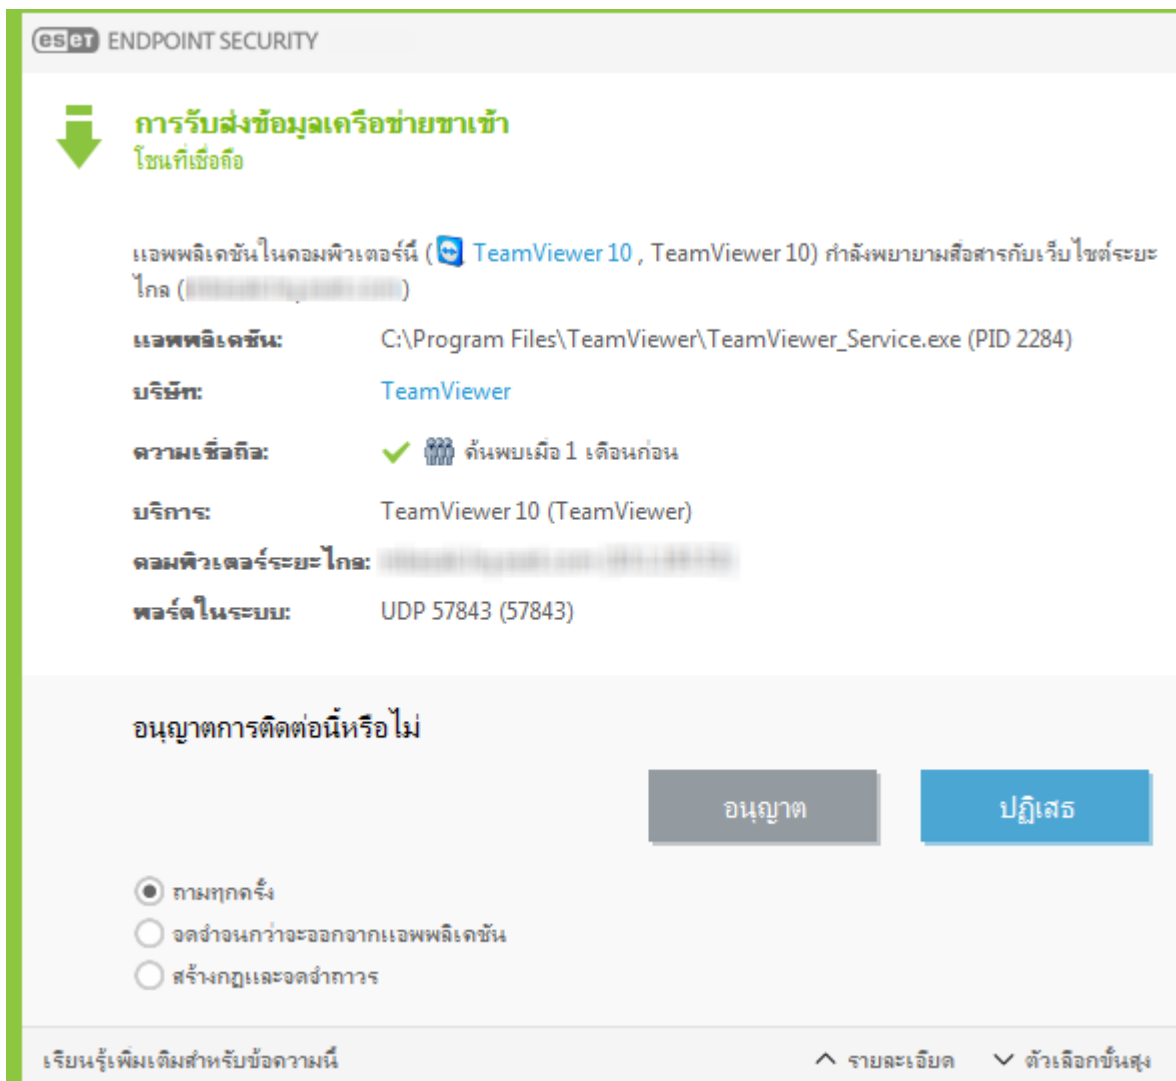 eset ENDPOINT SECURITY
การรับส่งข้อมูลเครือข่ายขาเข้า
โซนที่เชื่อถือ
แอพพลิเคชันในคอมพิวเตอร์นี้ ( TeamViewer 10 , TeamViewer 10) กำลังพยายามสื่อสารกับเว็บไซต์ระยะ
ไกล ( )
แอพพลิเคชัน: C:\Program Files\TeamViewer\TeamViewer_Service.exe (PID 2284)
บริษัท: TeamViewer
ความเชื่อถือ: ค้นพบเมื่อ 1 เดือนก่อน
บริการ: TeamViewer 10 (TeamViewer)
คอมพิวเตอร์ระยะไกล:
พอร์ตในระบบ: UDP 57843 (57843)
อนุญาตการติดต่อนี้หรือไม่
อนุญาต ปฏิเสธ
ถามทุกครั้ง
จดจำจนกว่าจะออกจากแอพพลิเคชัน
สร้างกฎและจดจำถาวร
เรียนรู้เพิ่มเติมสำหรับข้อความนี้ รายละเอียด ตัวเลือกขั้นสูง